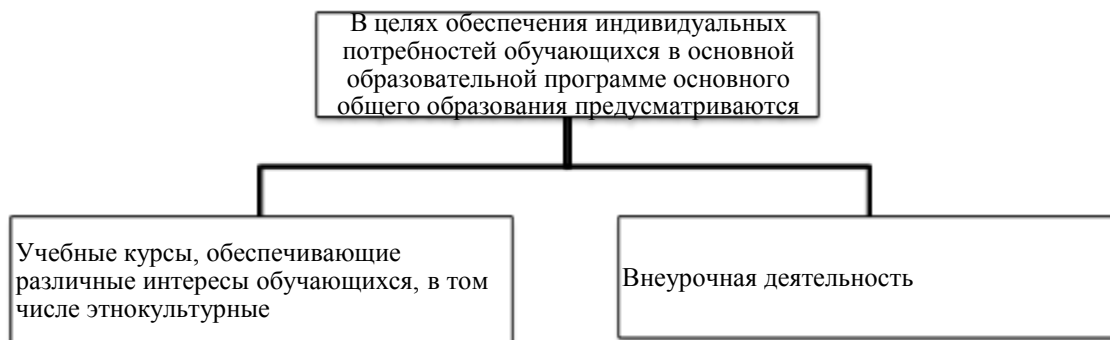 В целях обеспечения индивидуальных
потребностей обучающихся в основной
образовательной программе основного
общего образования предусматриваются
Учебные курсы, обеспечивающие
различные интересы обучающихся, в том
числе этнокультурные
Внеурочная деятельность